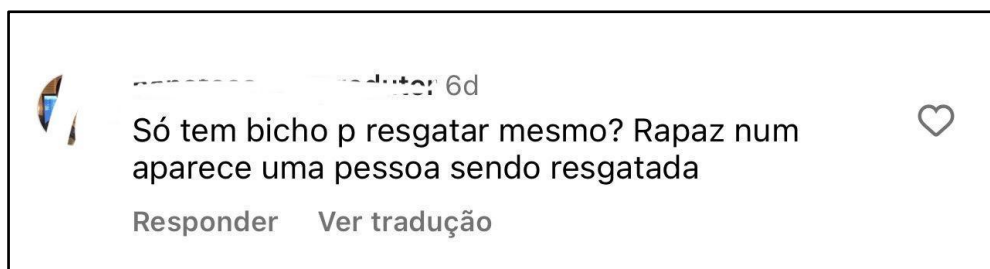 6d
Só tem bicho p resgatar mesmo? Rapaz num
aparece uma pessoa sendo resgatada
Responder Ver tradução